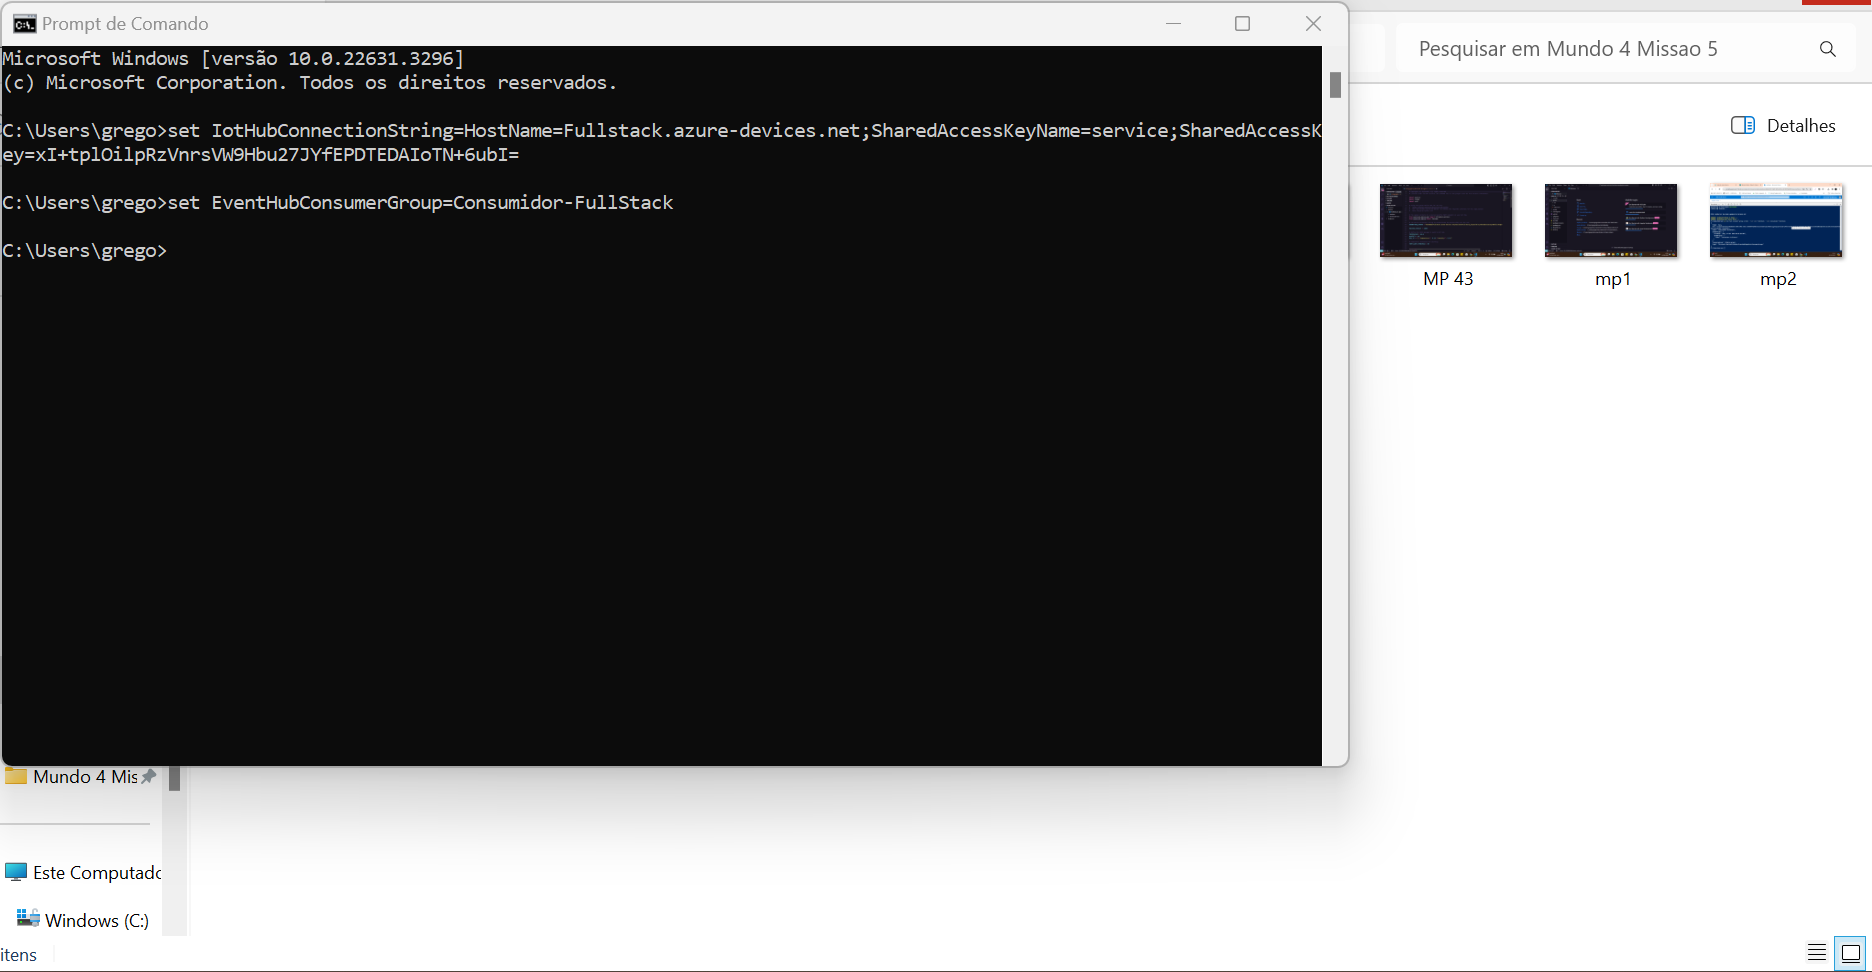 Prompt de Comando
Microsoft Windows [versão 10.0.22631.3296]
(c) Microsoft Corporation. Todos os direitos reservados.
C:\Users\grego>set IotHubConnectionString=HostName=Fullstack.azure-devices.net;SharedAccessKeyName=service;SharedAccessK
ey=xI+tplOilpRzVnrsVW9Hbu27JYfEPDTEDAIoTN+6ubI=
C:\Users\grego>set EventHubConsumerGroup=Consumidor-FullStack
C:\Users\grego>
Pesquisar em Mundo 4 Missao 5
Detalhes
MP 43
mp1
mp2
Mundo 4 Mis
Este Computado
Windows (C:)
itens